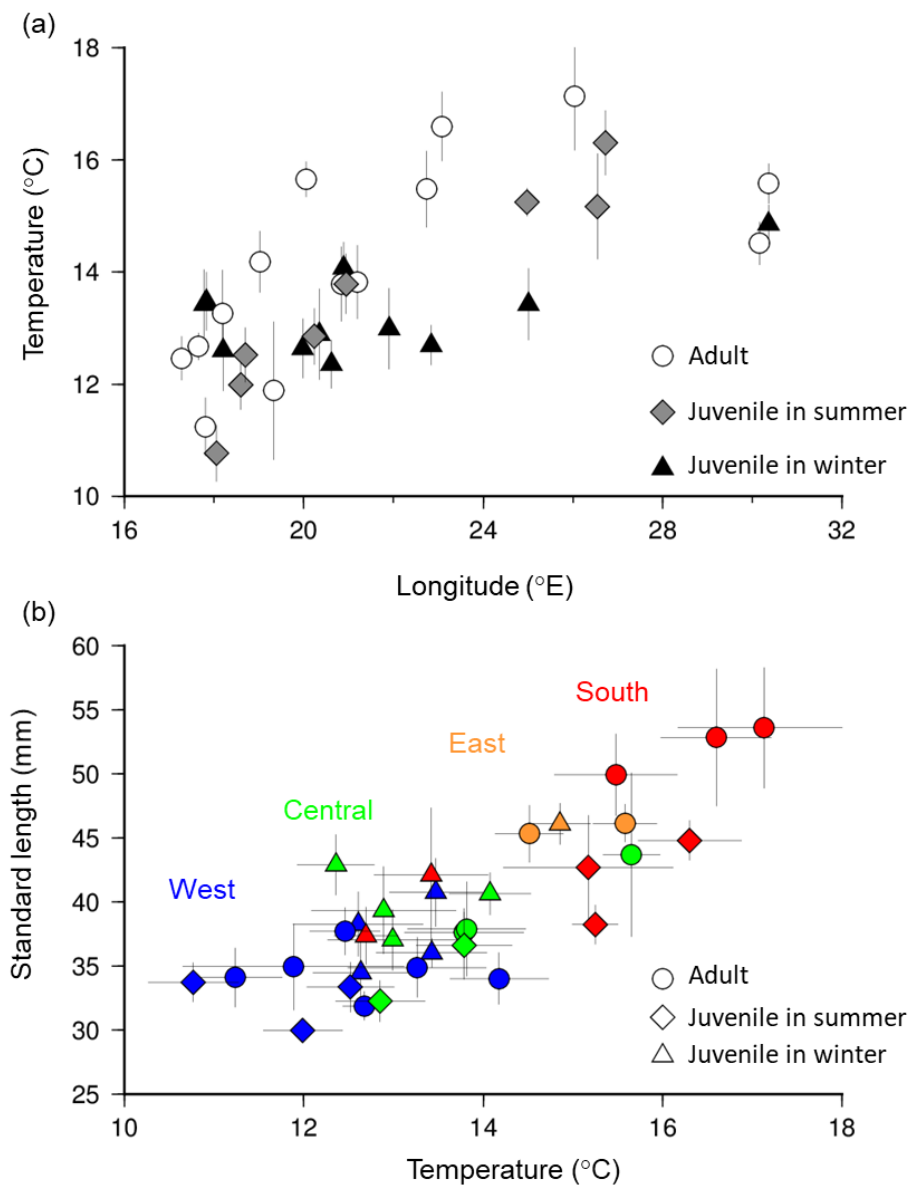 (a)
18
16
14
12
10
Temperature (°C)
Adult
Juvenile in summer
Juvenile in winter
16 20 24 28 32
Longitude (°E)
(b)
60
55
50
45
40
35
30
25
Standard length (mm)
South
East
Central
West
Adult
Juvenile in summer
Juvenile in winter
10 12 14 16 18
Temperature (°C)